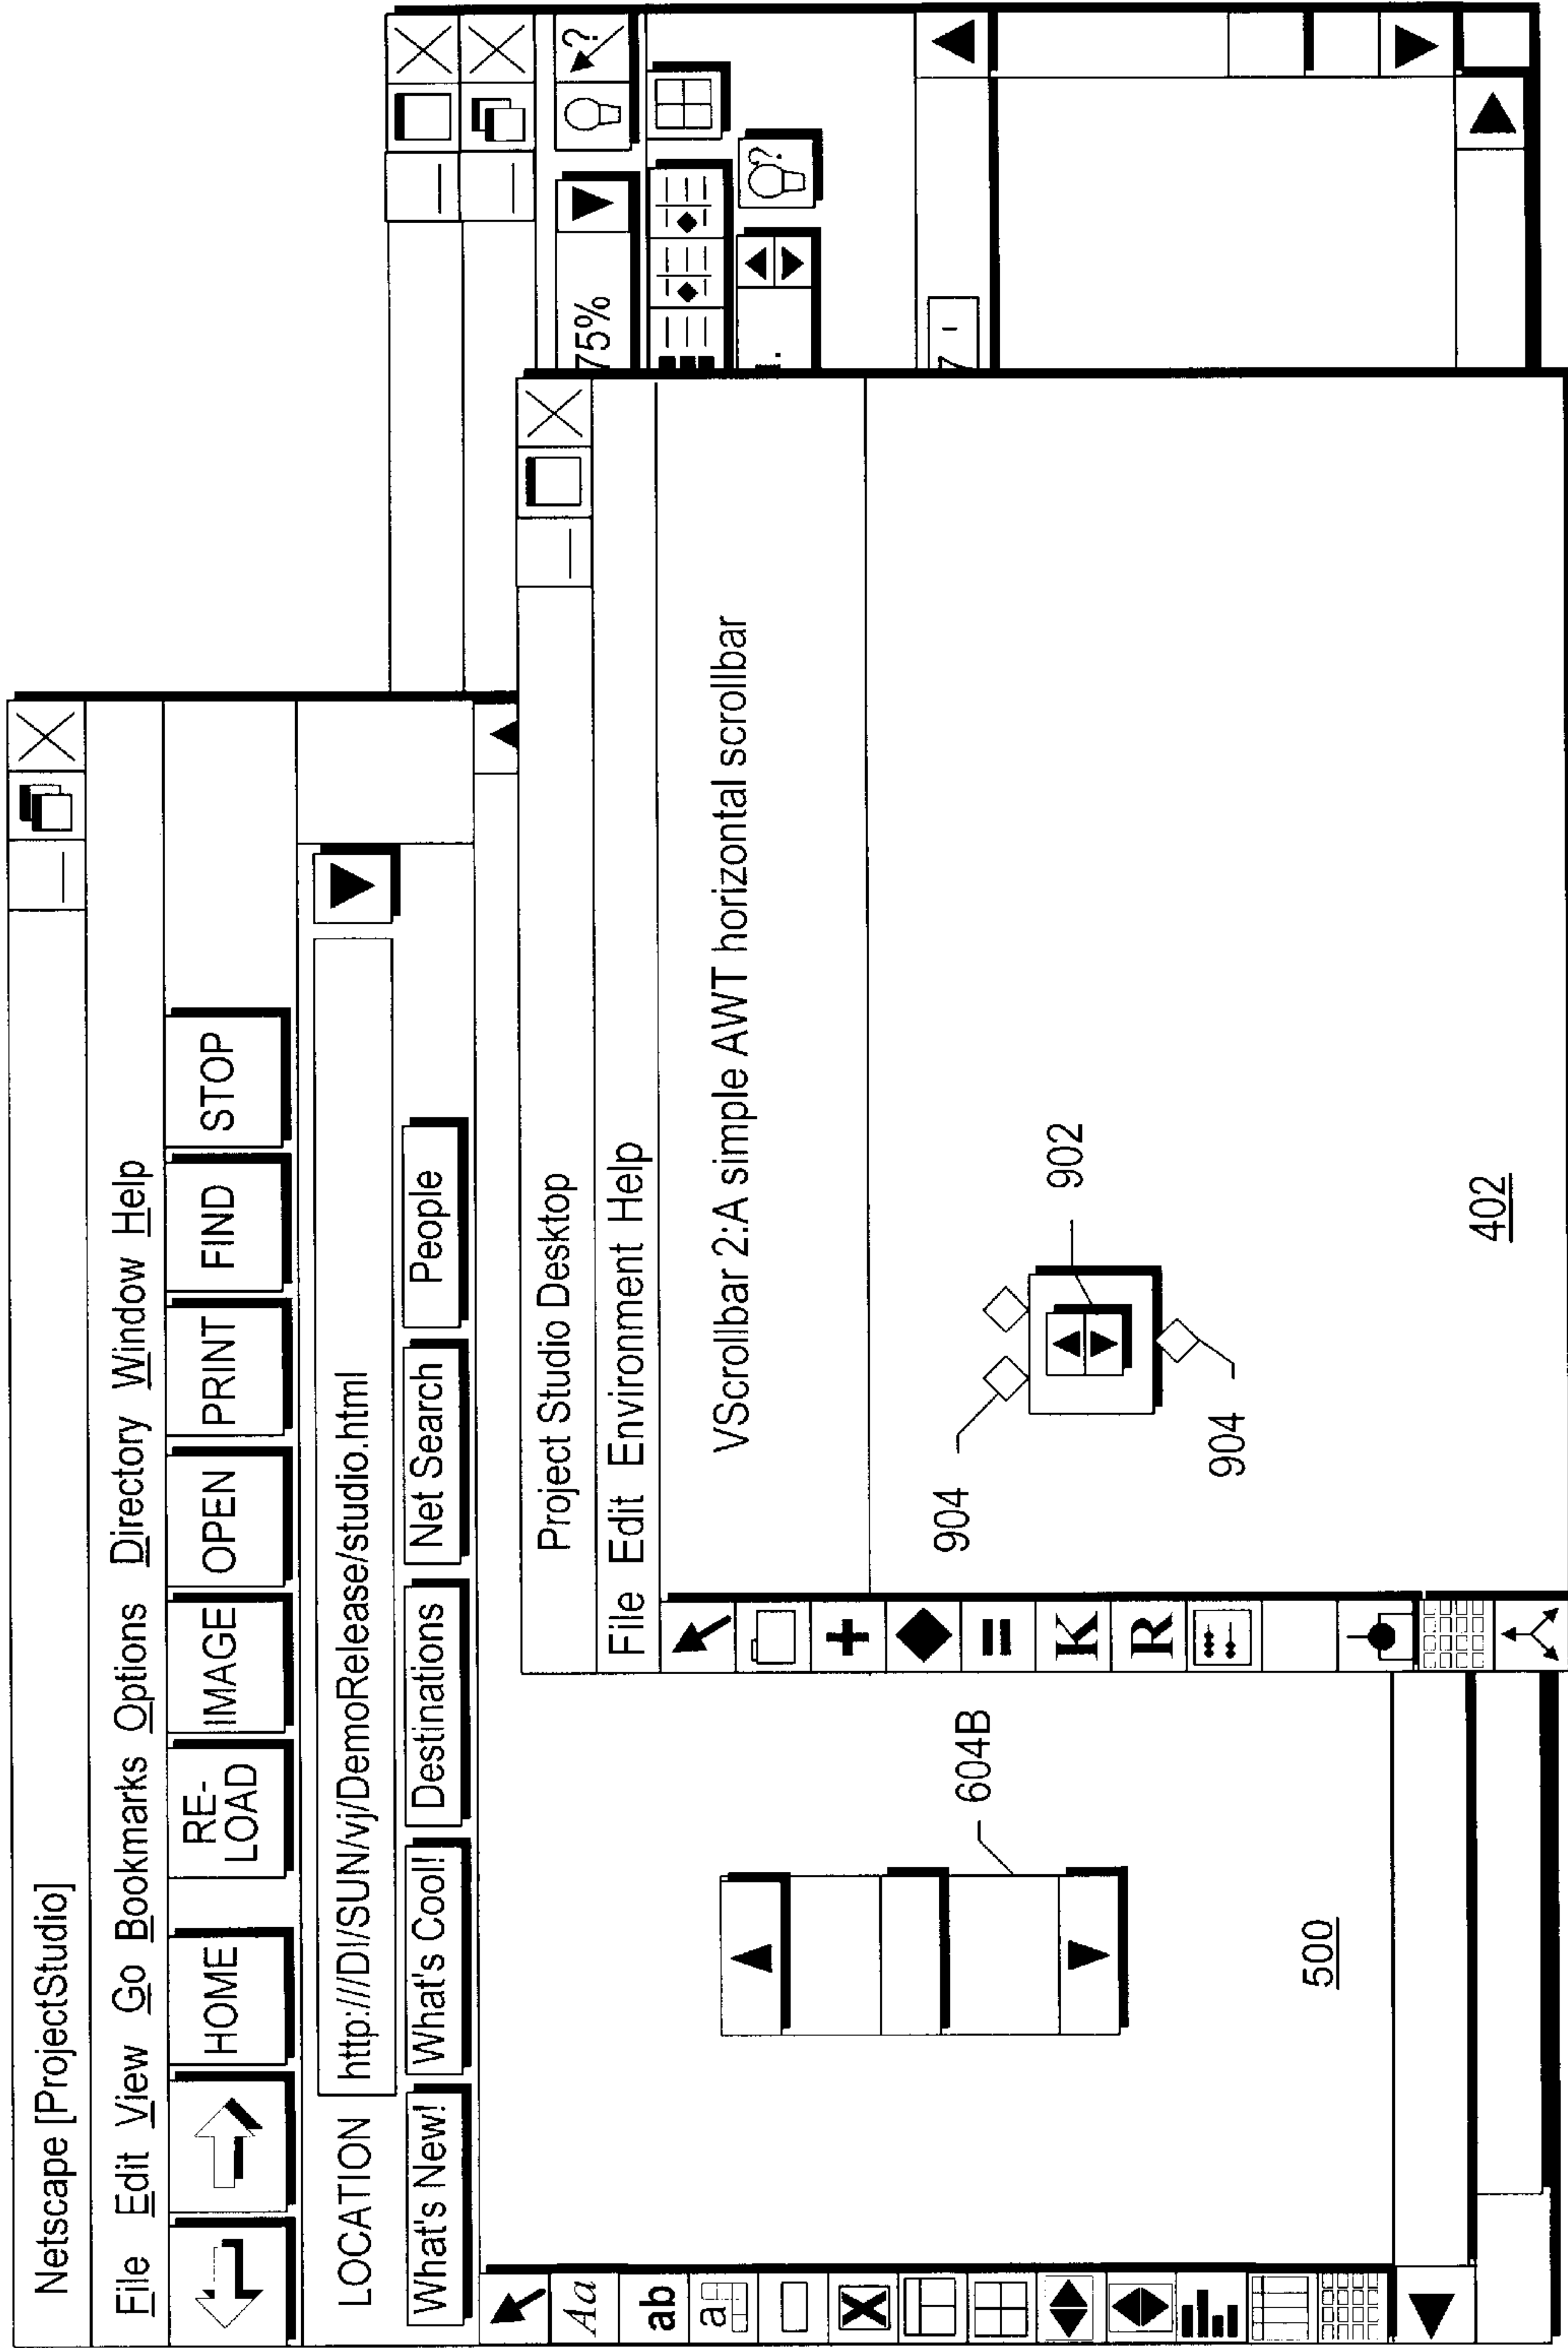 Netscape [ProjectStudio]
File Edit View Go Bookmarks Options Directory Window Help
HOME RE-LOAD IMAGE OPEN PRINT FIND STOP
LOCATION http:///DI/SUN/vj/DemoRelease/studio.html
What's New! What's Cool! Destinations Net Search People
75%
7
Project Studio Desktop
File Edit Environment Help
VScrollbar 2:A simple AWT horizontal scrollbar
Aa
ab
a
X
+
=
K
R
?
?
604B
500
904
902
904
402